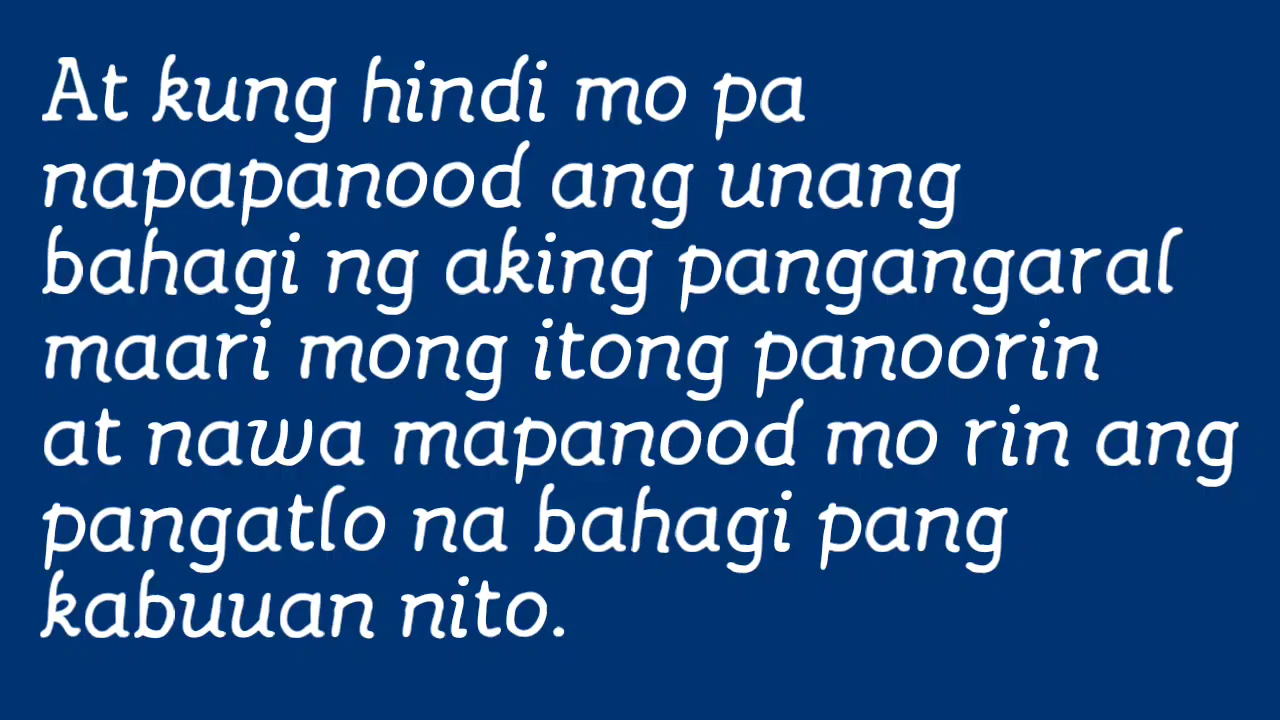 At kung hindi mo pa
napapanood ang unang
bahagi ng aking pangangaral
maari mong itong panoorin
at nawa mapanood mo rin ang
pangatlo na bahagi pang
kabuuan nito.